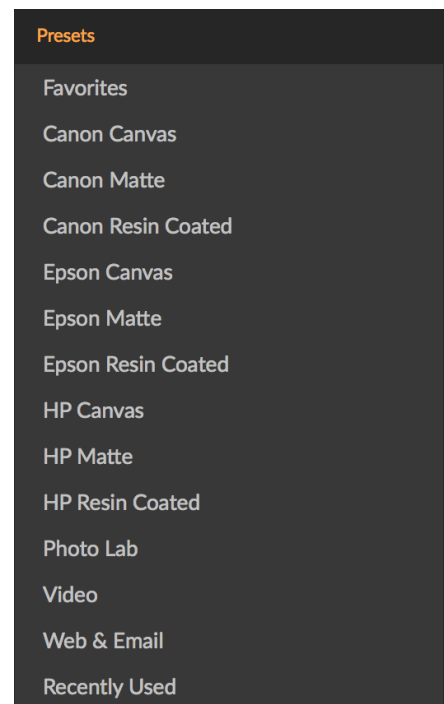 Presets
Favorites
Canon Canvas
Canon Matte
Canon Resin Coated
Epson Canvas
Epson Matte
Epson Resin Coated
HP Canvas
HP Matte
HP Resin Coated
Photo Lab
Video
Web & Email
Recently Used